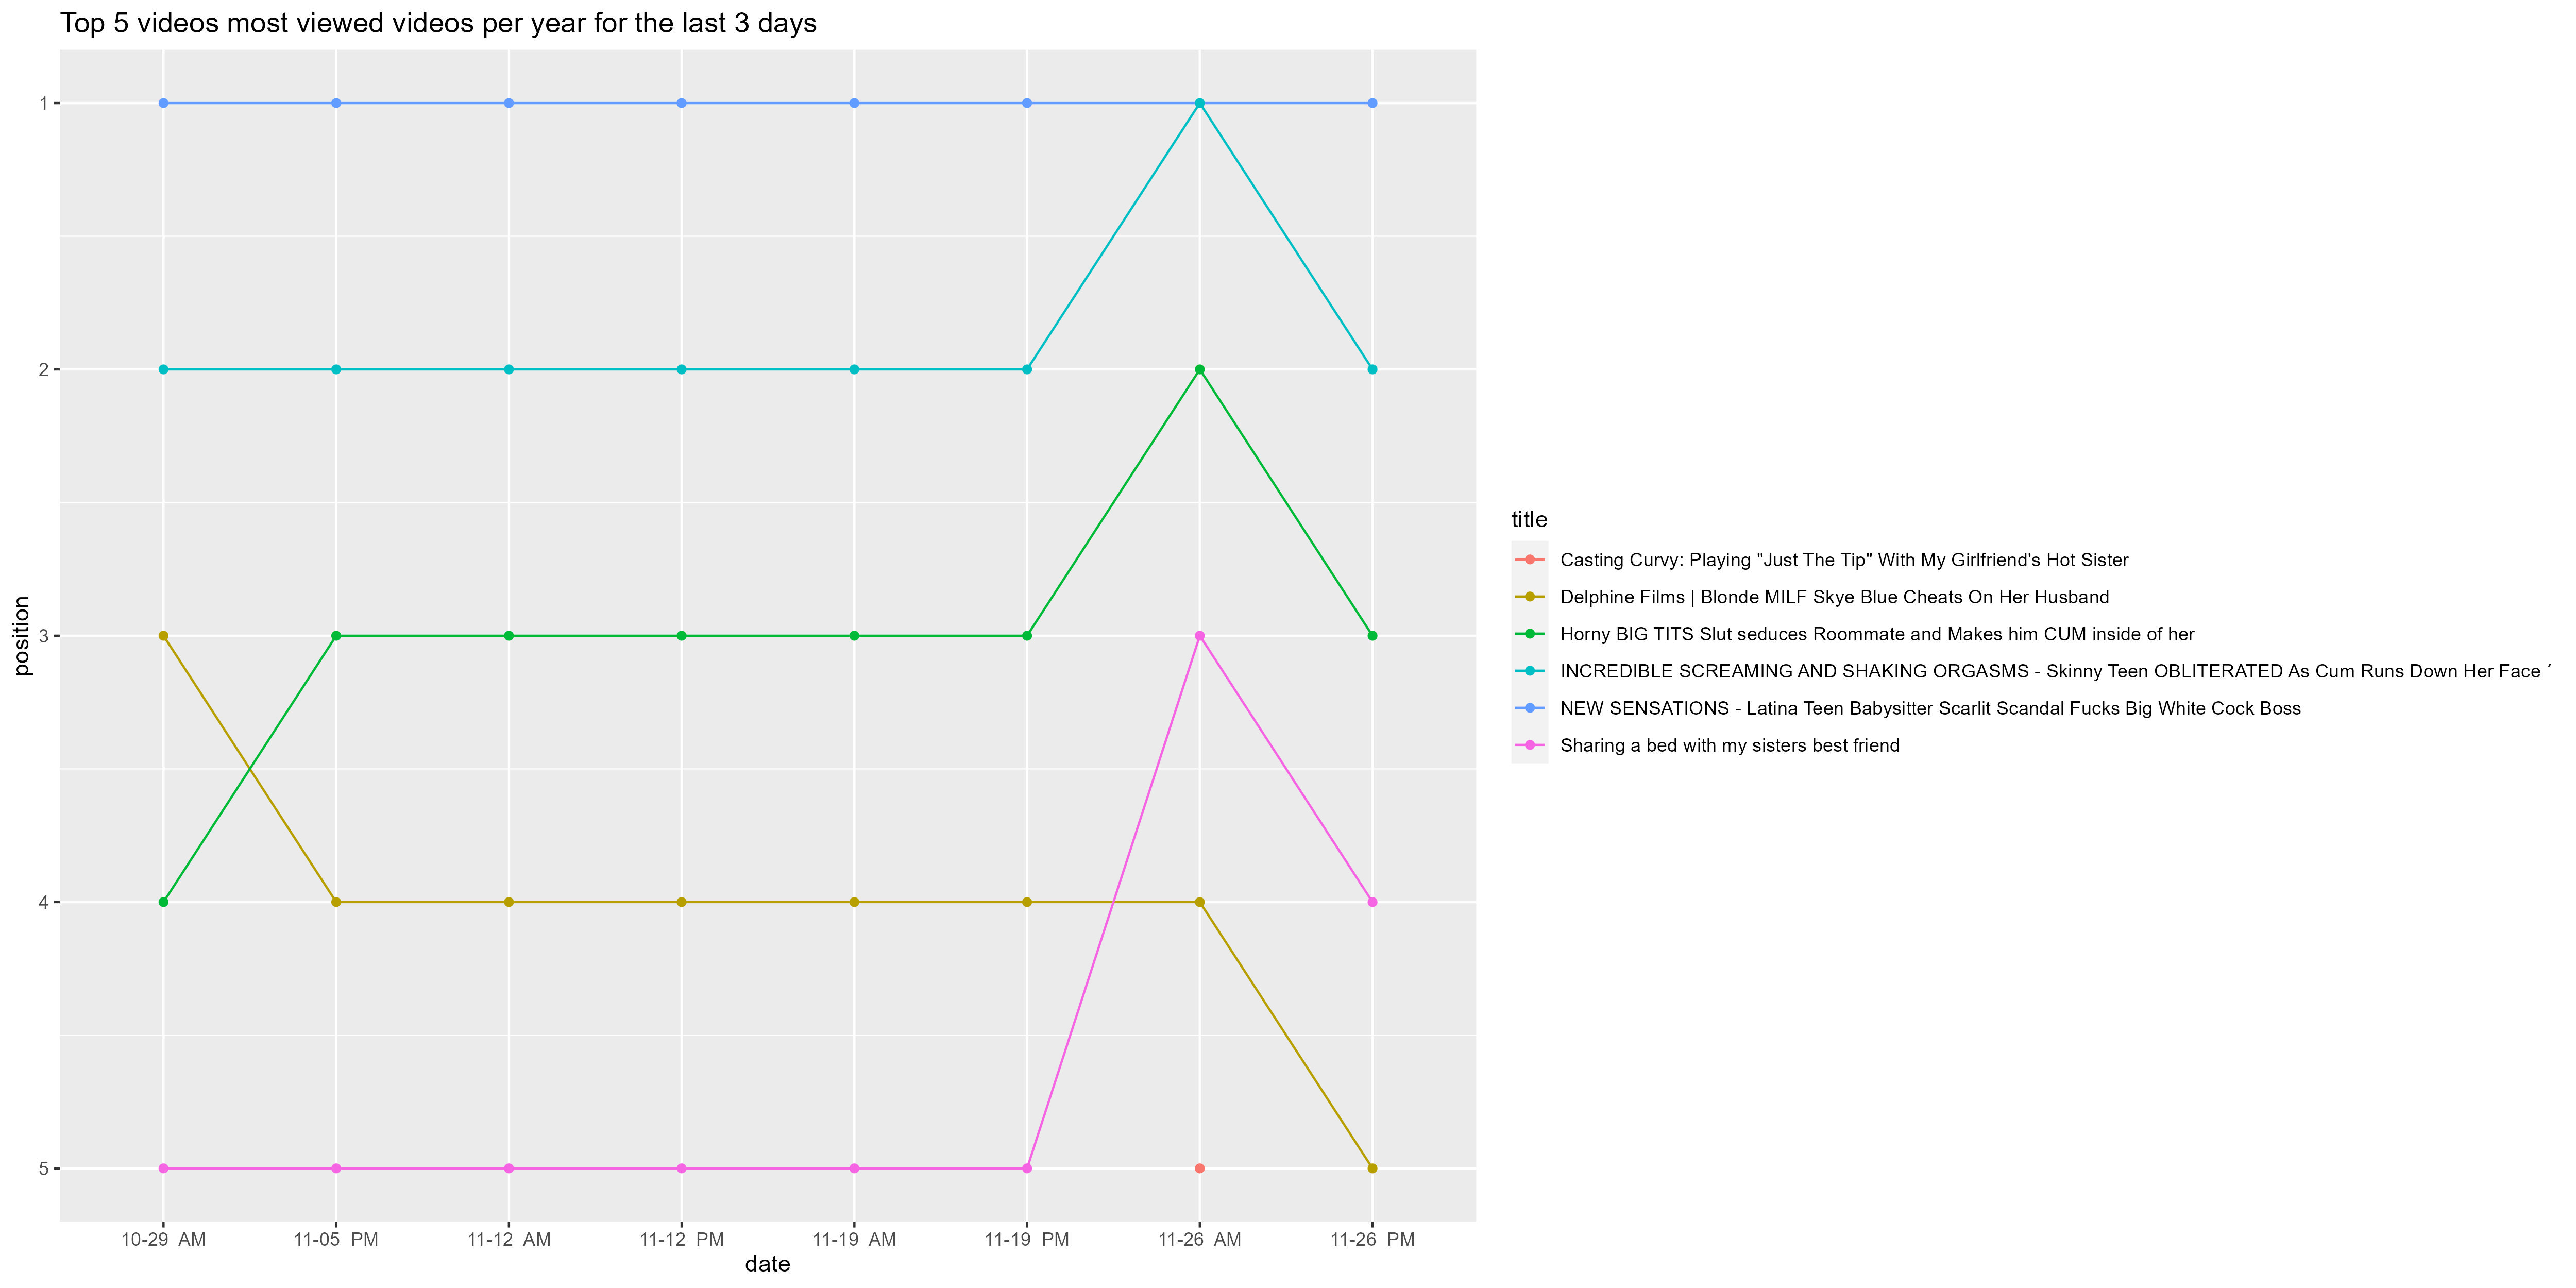 Top 5 videos most viewed videos per year for the last 3 days
position
1
2
3
4
5
10-29 AM
11-05 PM
11-12 AM
11-12 PM
11-19 AM
11-19 PM
11-26 AM
11-26 PM
date
title
Casting Curvy: Playing "Just The Tip" With My Girlfriend's Hot Sister
Delphine Films | Blonde MILF Skye Blue Cheats On Her Husband
Horny BIG TITS Slut seduces Roommate and Makes him CUM inside of her
INCREDIBLE SCREAMING AND SHAKING ORGASMS - Skinny Teen OBLITERATED As Cum Runs Down Her Face
NEW SENSATIONS - Latina Teen Babysitter Scarlit Scandal Fucks Big White Cock Boss
Sharing a bed with my sisters best friend